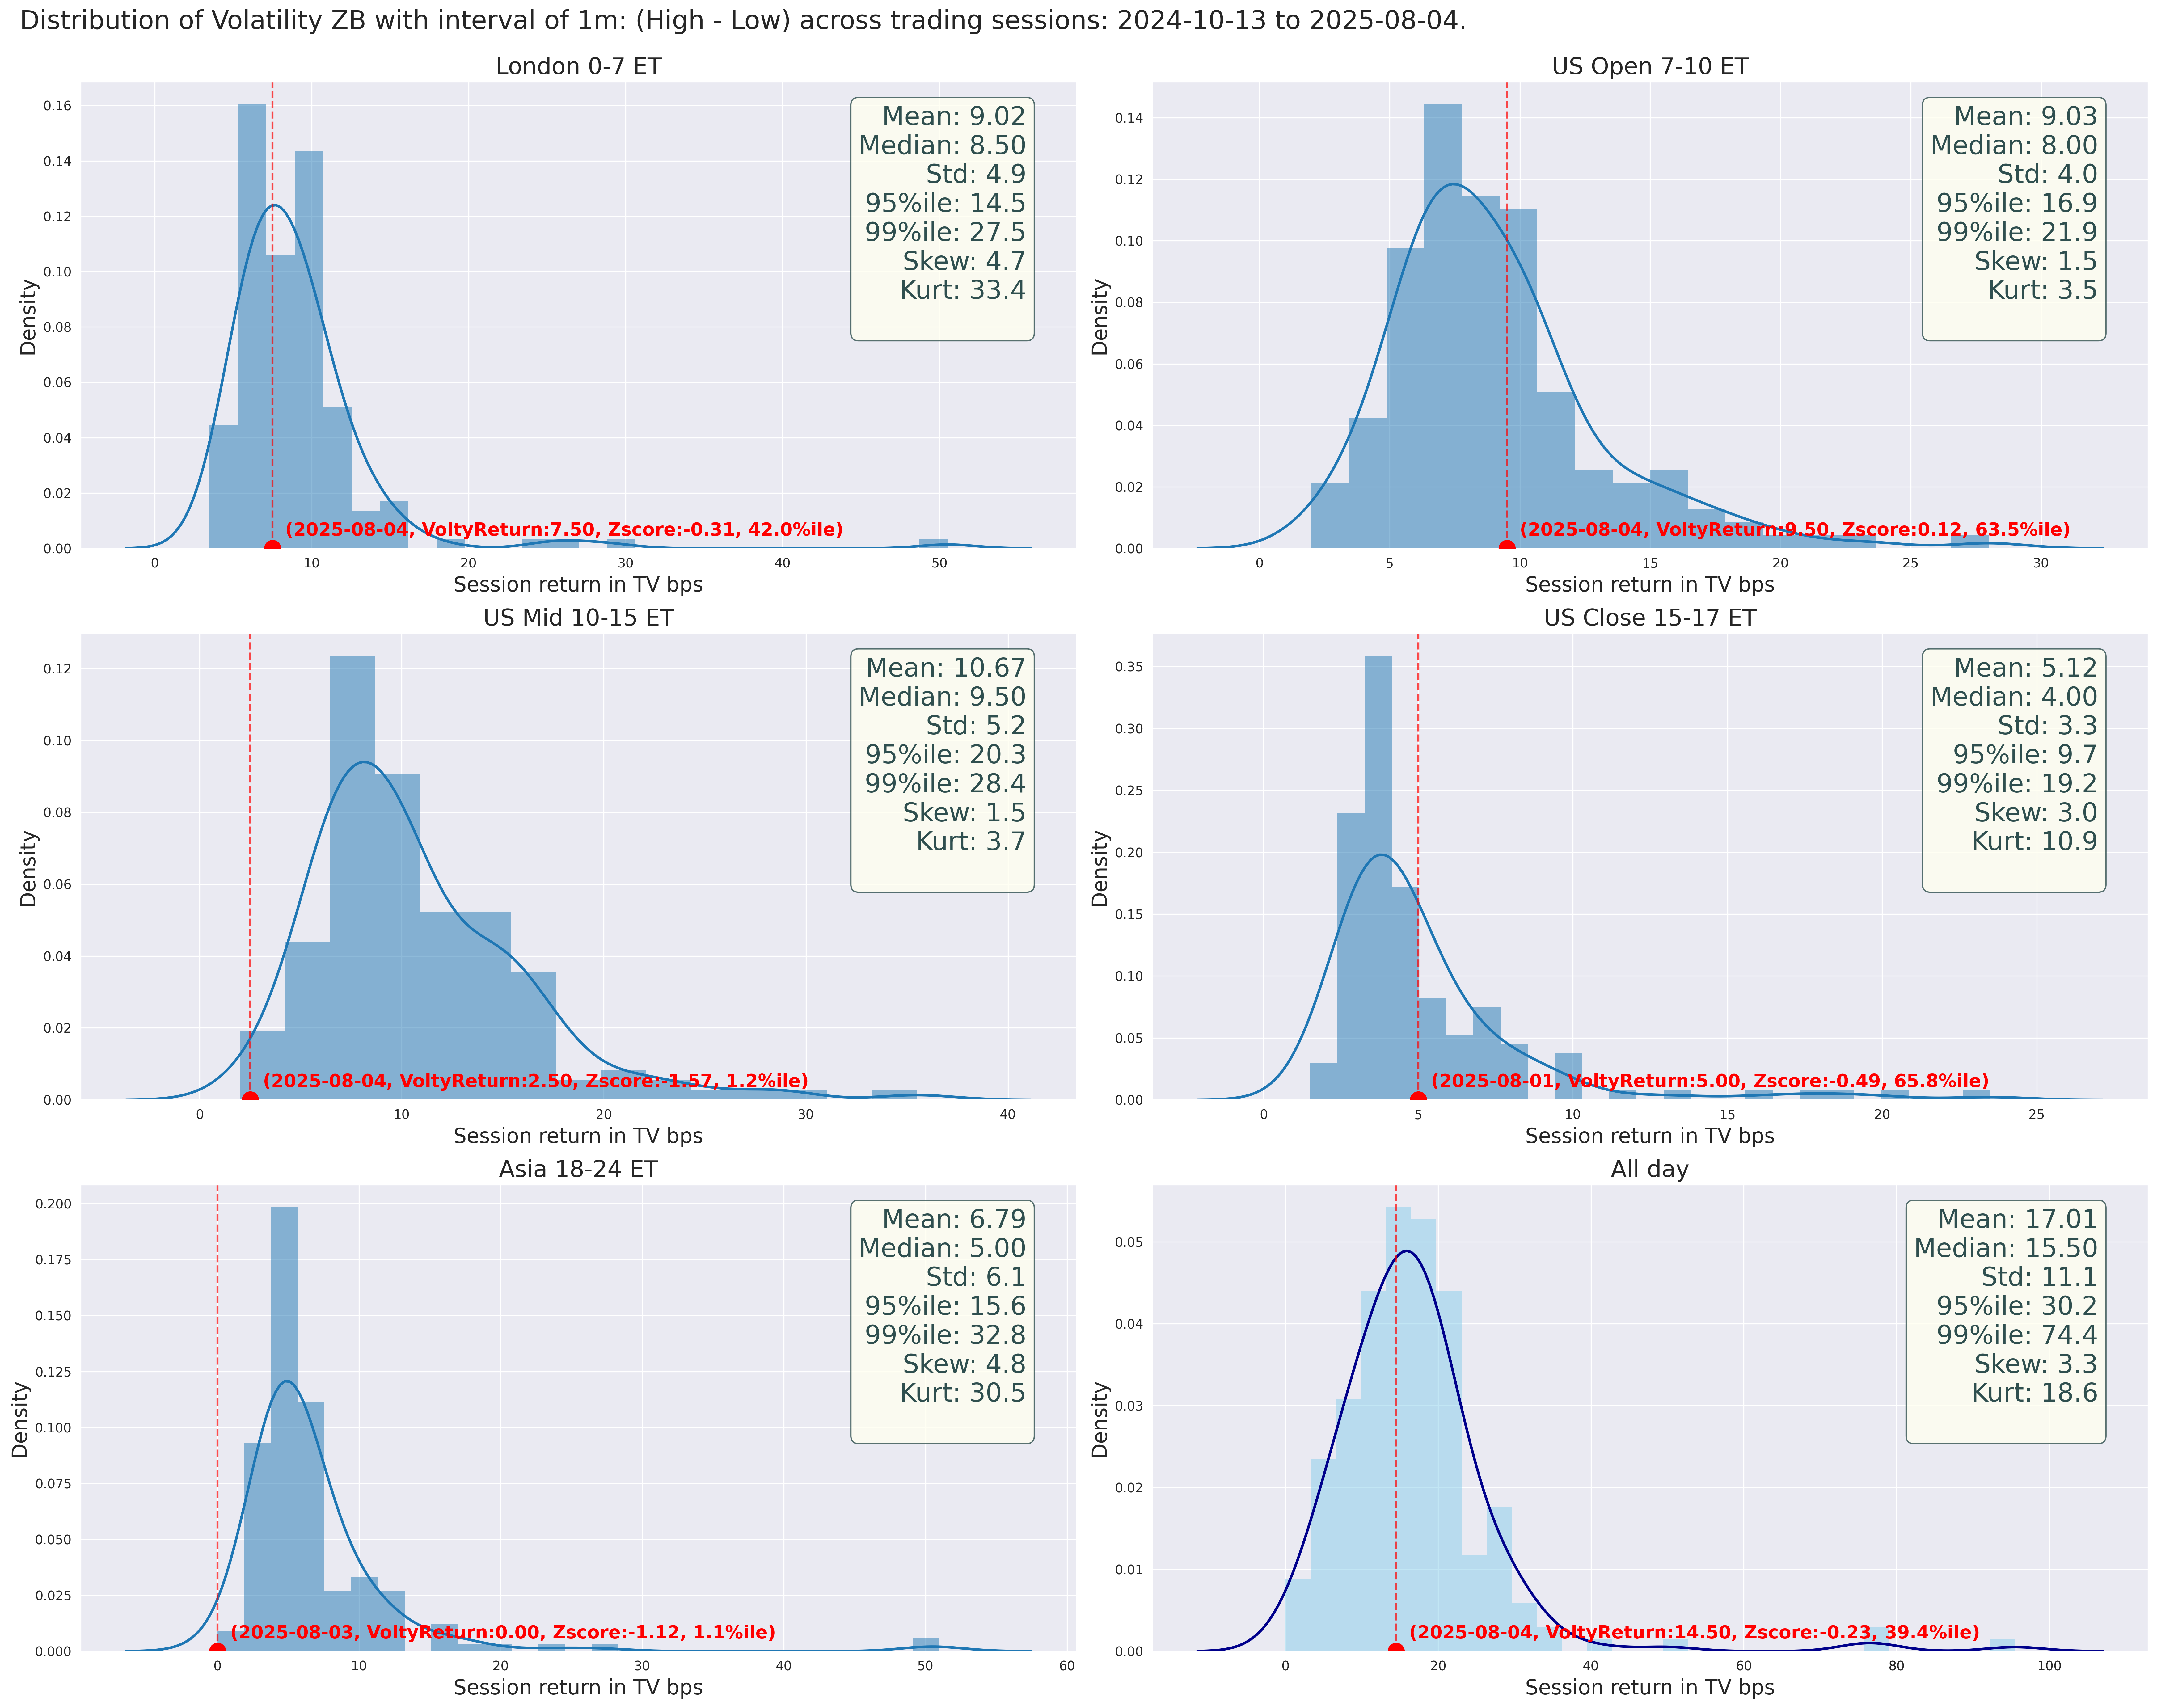 Distribution of Volatility ZB with interval of 1m: (High - Low) across trading sessions: 2024-10-13 to 2025-08-04.
London 0-7 ET
Density
0.16
0.14
0.12
0.10
0.08
0.06
0.04
0.02
0.00
Mean: 9.02
Median: 8.50
Std: 4.9
95%ile: 14.5
99%ile: 27.5
Skew: 4.7
Kurt: 33.4
(2025-08-04, VoltyReturn:7.50, Zscore:-0.31, 42.0%ile)
0 10 20 30 40 50
Session return in TV bps
US Open 7-10 ET
Density
0.14
0.12
0.10
0.08
0.06
0.04
0.02
0.00
Mean: 9.03
Median: 8.00
Std: 4.0
95%ile: 16.9
99%ile: 21.9
Skew: 1.5
Kurt: 3.5
(2025-08-04, VoltyReturn:9.50, Zscore:0.12, 63.5%ile)
0 5 10 15 20 25 30
Session return in TV bps
US Mid 10-15 ET
Density
0.12
0.10
0.08
0.06
0.04
0.02
0.00
Mean: 10.67
Median: 9.50
Std: 5.2
95%ile: 20.3
99%ile: 28.4
Skew: 1.5
Kurt: 3.7
(2025-08-04, VoltyReturn:2.50, Zscore:-1.57, 1.2%ile)
0 10 20 30 40
Session return in TV bps
US Close 15-17 ET
Density
0.35
0.30
0.25
0.20
0.15
0.10
0.05
0.00
Mean: 5.12
Median: 4.00
Std: 3.3
95%ile: 9.7
99%ile: 19.2
Skew: 3.0
Kurt: 10.9
(2025-08-01, VoltyReturn:5.00, Zscore:-0.49, 65.8%ile)
0 5 10 15 20 25
Session return in TV bps
Asia 18-24 ET
Density
0.200
0.175
0.150
0.125
0.100
0.075
0.050
0.025
0.000
Mean: 6.79
Median: 5.00
Std: 6.1
95%ile: 15.6
99%ile: 32.8
Skew: 4.8
Kurt: 30.5
(2025-08-03, VoltyReturn:0.00, Zscore:-1.12, 1.1%ile)
0 10 20 30 40 50 60
Session return in TV bps
All day
Density
0.05
0.04
0.03
0.02
0.01
0.00
Mean: 17.01
Median: 15.50
Std: 11.1
95%ile: 30.2
99%ile: 74.4
Skew: 3.3
Kurt: 18.6
(2025-08-04, VoltyReturn:14.50, Zscore:-0.23, 39.4%ile)
0 20 40 60 80 100
Session return in TV bps